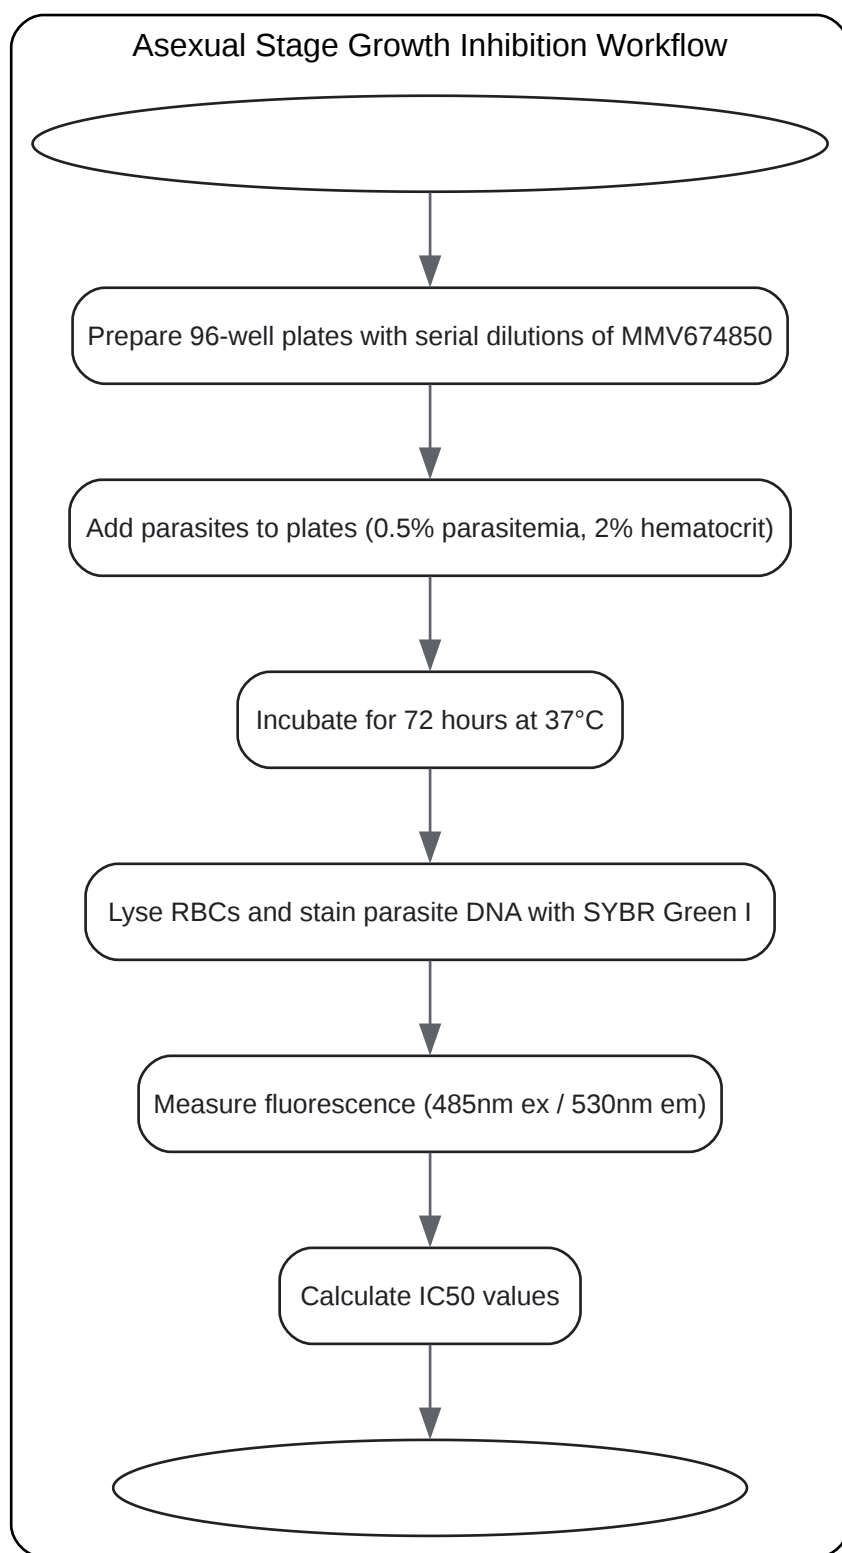 Asexual Stage Growth Inhibition Workflow
Prepare 96-well plates with serial dilutions of MMV674850
Add parasites to plates (0.5% parasitemia, 2% hematocrit)
Incubate for 72 hours at 37°C
Lyse RBCs and stain parasite DNA with SYBR Green I
Measure fluorescence (485nm ex / 530nm em)
Calculate IC50 values